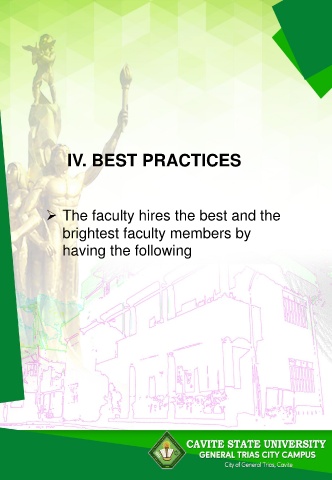 IV. BEST PRACTICES
➢ The faculty hires the best and the
brightest faculty members by
having the following
CAVITE STATE UNIVERSITY
GENERAL TRIAS CITY CAMPUS
City of General Trias, Cavite